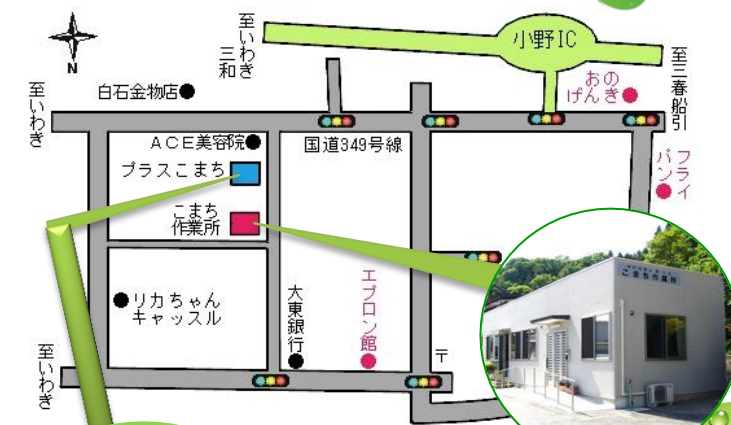 至いわき
三和
小野IC
至三春船引
おの
げんき
N
白石金物店
至いわき
ACE美容院
国道349号線
プラスこまち
フライ
パン
こまち
作業所
こまち作業所
リカちゃん
キャッスル
大東銀行
エプロン館
〒
至いわき